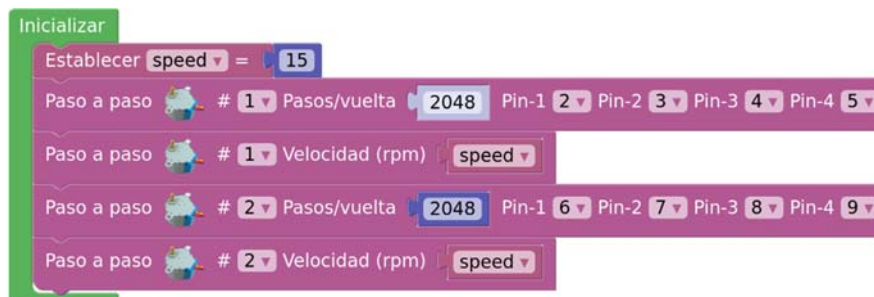 Inicializar
Establecer speed = 15
Paso a paso # 1 Pasos/vuelta 2048 Pin-1 2 Pin-2 3 Pin-3 4 Pin-4 5
Paso a paso # 1 Velocidad (rpm) speed
Paso a paso # 2 Pasos/vuelta 2048 Pin-1 6 Pin-2 7 Pin-3 8 Pin-4 9
Paso a paso # 2 Velocidad (rpm) speed